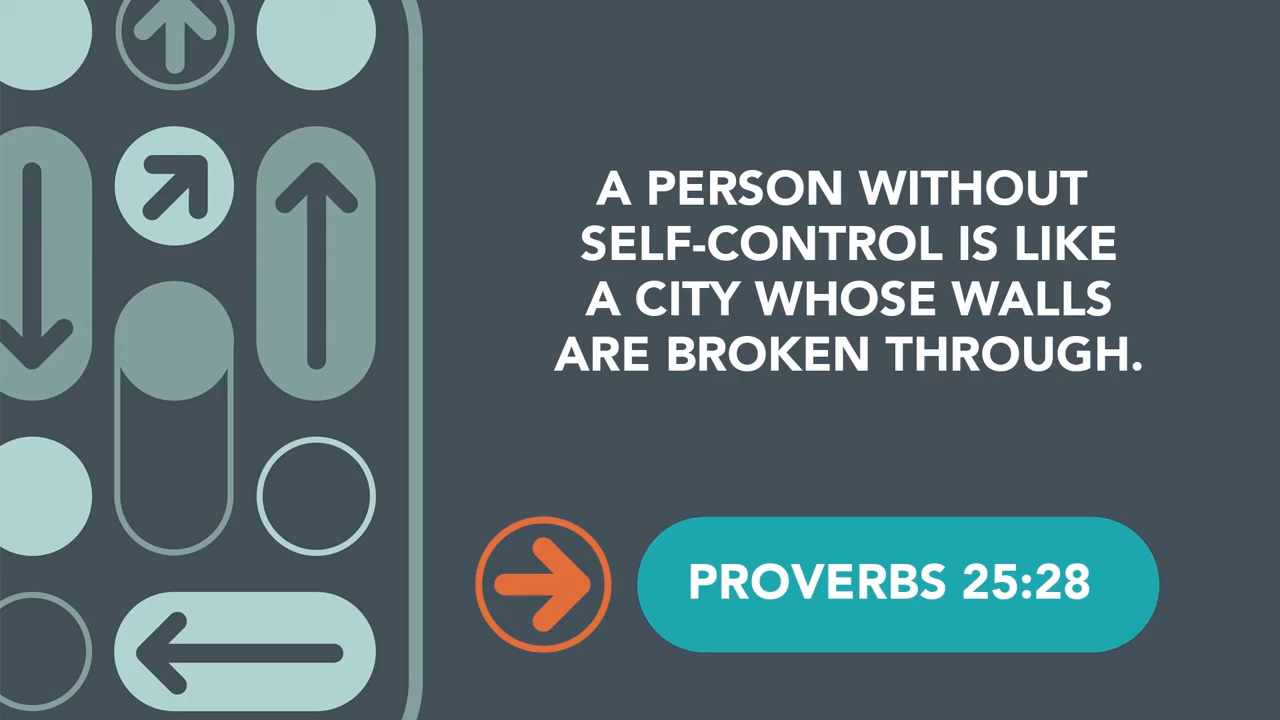 A PERSON WITHOUT
SELF-CONTROL IS LIKE
A CITY WHOSE WALLS
ARE BROKEN THROUGH.
PROVERBS 25:28